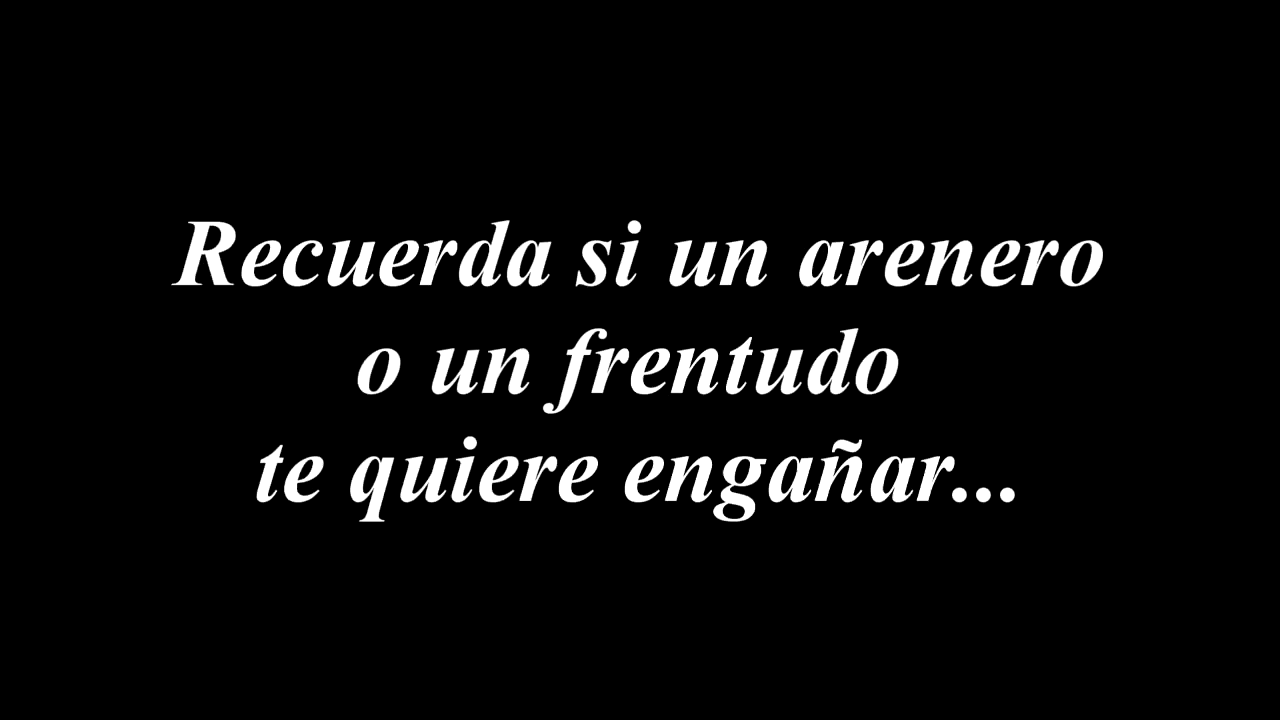 Recuerda si un arenero
o un frentudo
te quiere engañar...